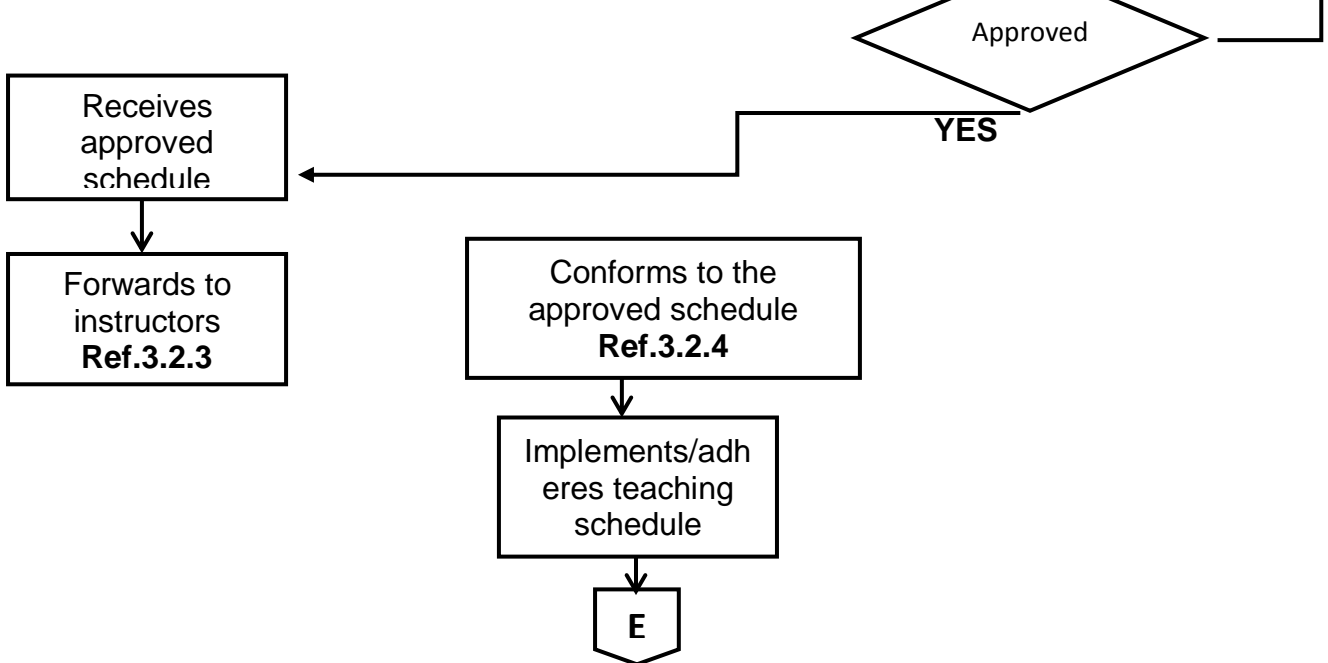 Approved
YES
Receives
approved
schedule
Forwards to
instructors
Ref.3.2.3
Conforms to the
approved schedule
Ref.3.2.4
Implements/adh
eres teaching
schedule
E